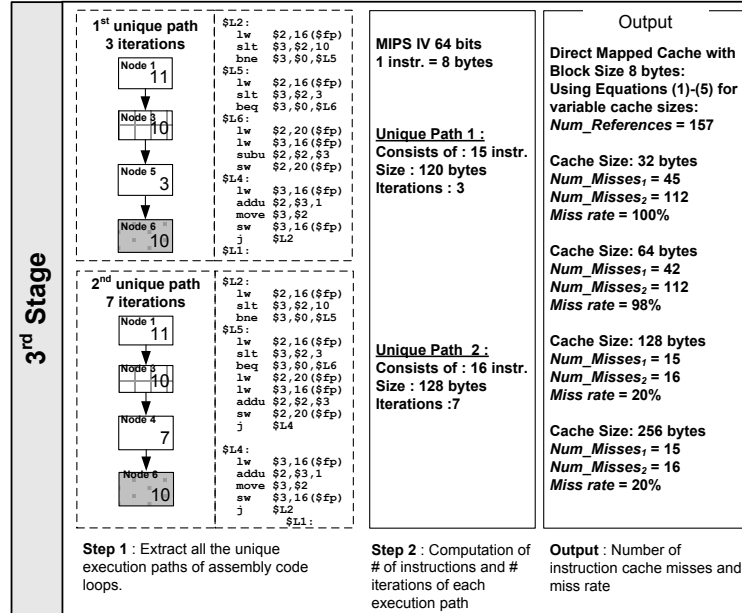 3rd Stage
1st unique path
3 iterations
Node 1
11
Node 3
10
Node 5
3
Node 6
10
$L2:
lw $2,16($fp)
slt $3,$2,10
bne $3,$0,$L5
$L5:
lw $2,16($fp)
slt $3,$2,3
beq $3,$0,$L6
$L6:
lw $2,20($fp)
lw $3,16($fp)
subu $2,$2,$3
sw $2,20($fp)
$L4:
lw $3,16($fp)
addu $2,$3,1
move $3,$2
sw $3,16($fp)
j $L2
$L1:
2nd unique path
7 iterations
Node 1
11
Node 3
10
Node 4
7
Node 6
10
$L2:
lw $2,16($fp)
slt $3,$2,10
bne $3,$0,$L5
$L5:
lw $2,16($fp)
slt $3,$2,3
beq $3,$0,$L6
lw $2,20($fp)
lw $3,16($fp)
addu $2,$2,$3
sw $2,20($fp)
j $L4
$L4:
lw $3,16($fp)
addu $2,$3,1
move $3,$2
sw $3,16($fp)
j $L2
$L1:
Step 1 : Extract all the unique
execution paths of assembly code
loops.
MIPS IV 64 bits
1 instr. = 8 bytes
Unique Path 1 :
Consists of : 15 instr.
Size : 120 bytes
Iterations : 3
Unique Path 2 :
Consists of : 16 instr.
Size : 128 bytes
Iterations :7
Step 2 : Computation of
# of instructions and #
iterations of each
execution path
Output
Direct Mapped Cache with
Block Size 8 bytes:
Using Equations (1)-(5) for
variable cache sizes:
Num_References = 157
Cache Size: 32 bytes
Num_Misses1 = 45
Num_Misses2 = 112
Miss rate = 100%
Cache Size: 64 bytes
Num_Misses1 = 42
Num_Misses2 = 112
Miss rate = 98%
Cache Size: 128 bytes
Num_Misses1 = 15
Num_Misses2 = 16
Miss rate = 20%
Cache Size: 256 bytes
Num_Misses1 = 15
Num_Misses2 = 16
Miss rate = 20%
Output : Number of
instruction cache misses and
miss rate